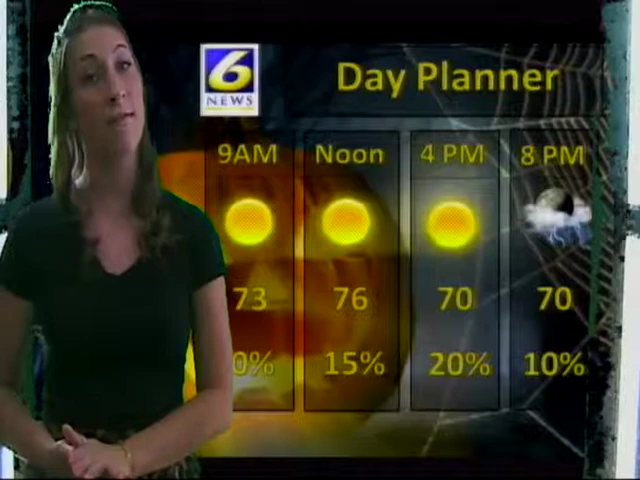 6
NEWS
Day Planner
9AM Noon 4 PM 8 PM
73 76 70 70
0% 15% 20% 10%